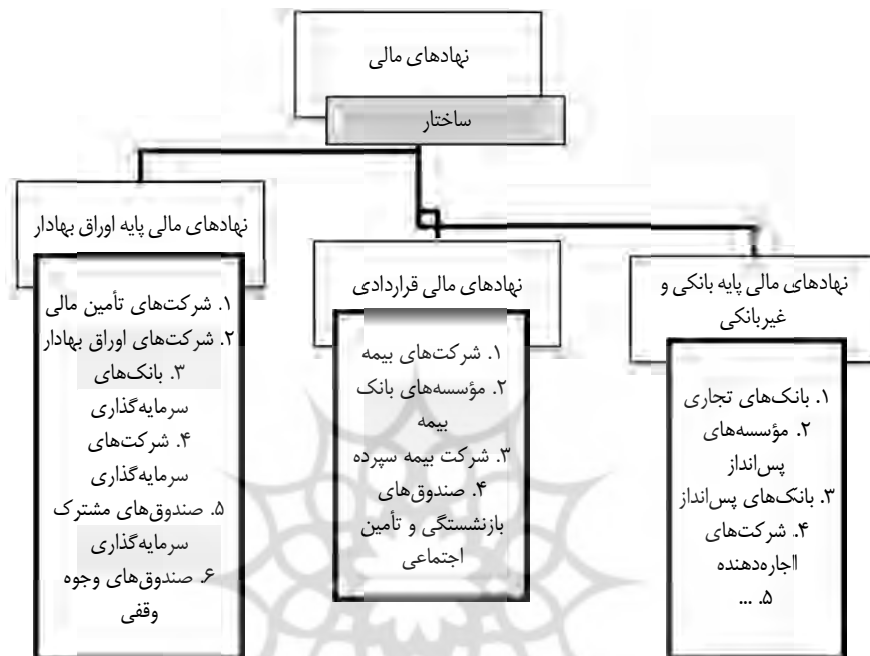 نهادهای مالی
ساختار
نهادهای مالی پایه بانکی و
غیربانکی
۱. بانک‌های تجاری
۲. مؤسسه‌های
پس‌انداز
۳. بانک‌های پس‌انداز
۴. شرکت‌های
ااجاره‌دهنده
۵. ...
نهادهای مالی قراردادی
۱. شرکت‌های بیمه
۲. مؤسسه‌های بانک
بیمه
۳. شرکت بیمه سپرده
۴. صندوق‌های
بازنشستگی و تأمین
اجتماعی
نهادهای مالی پایه اوراق بهادار
۱. شرکت‌های تأمین مالی
۲. شرکت‌های اوراق بهادار
۳. بانک‌های
سرمایه‌گذاری
۴. شرکت‌های
سرمایه‌گذاری
۵. صندوق‌های مشترک
سرمایه‌گذاری
۶. صندوق‌های وجوه
وقفی